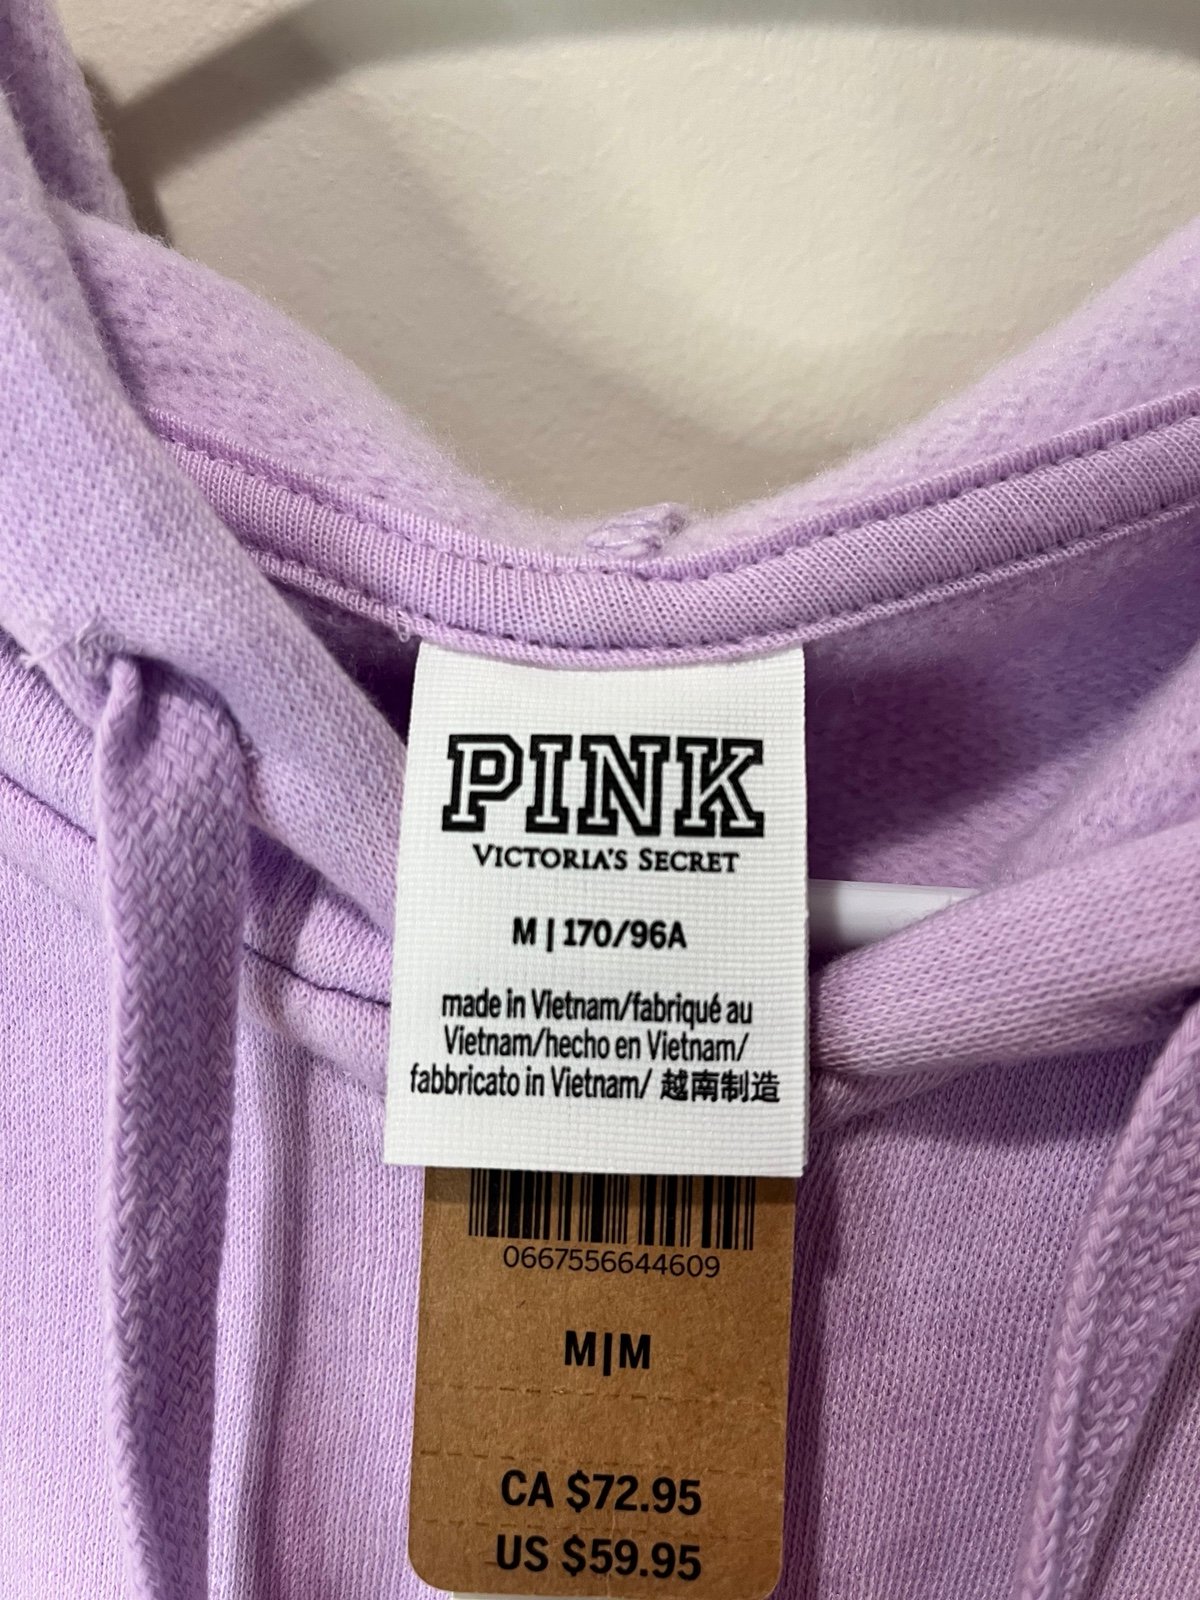 PINK
VICTORIA'S SECRET
M | 170/96A
made in Vietnam/fabriqué au
Vietnam/hecho en Vietnam/
fabbricato in Vietnam/ 越南制造
0667556644609
M|M
CA $72.95
US $59.95